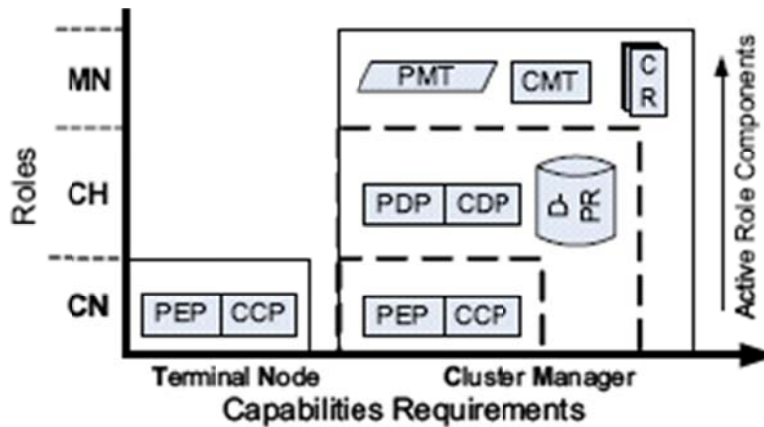 MN
PMT
CMT
C
R
CH
PDP
CDP
D
PR
CN
PEP
CCP
PEP
CCP
Roles
Active Role Components
Terminal Node
Cluster Manager
Capabilities Requirements